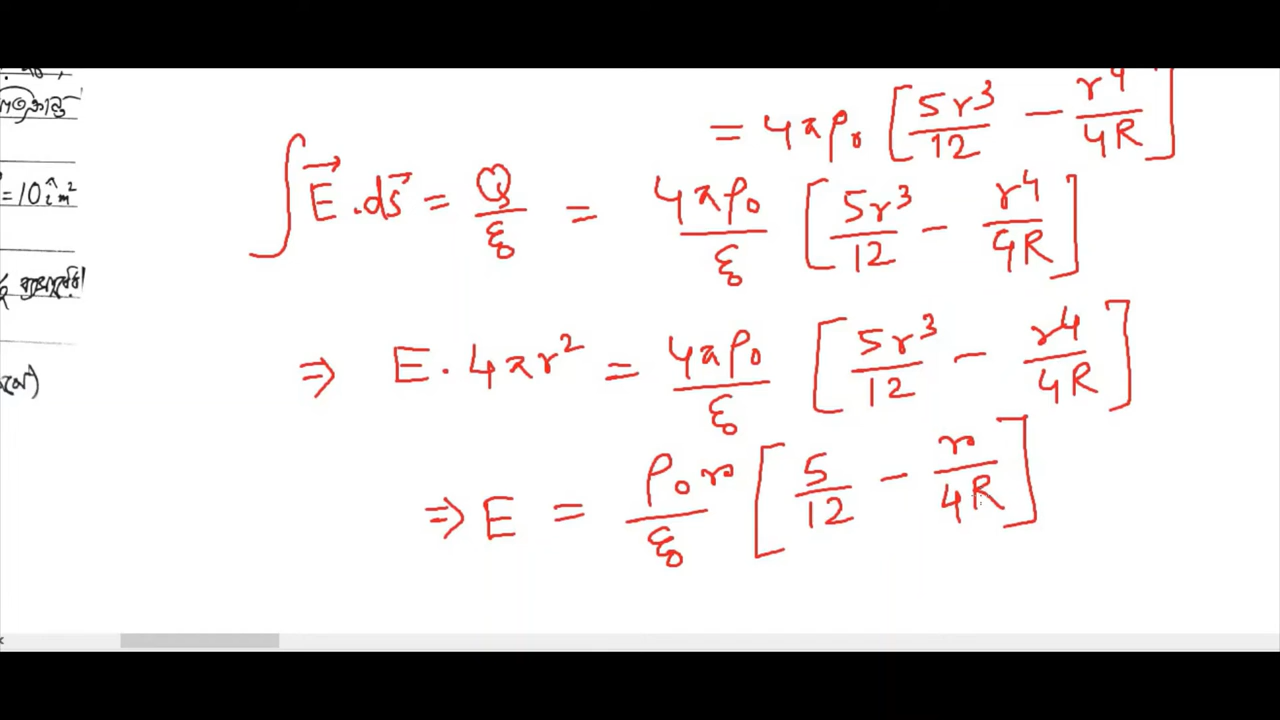 = 4πρ₀ [5r³/12 − r⁴/4R]
= 10 î m²
∫ E⃗ . ds⃗ = Q/ε₀ = 4πρ₀/ε₀ [5r³/12 − r⁴/4R]
⇒ E . 4πr² = 4πρ₀/ε₀ [5r³/12 − r⁴/4R]
⇒ E = ρ₀r/ε₀ [5/12 − r/4R]